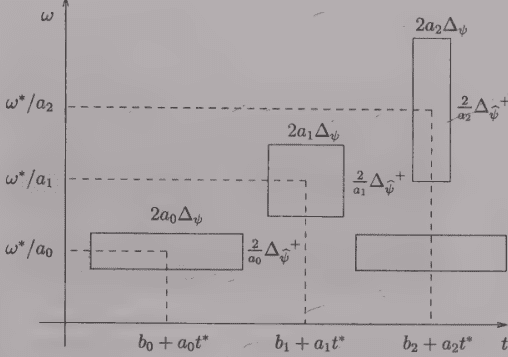 ω
2a₂Δ_ψ
ω*/a₂
2/a₂ Δ_ψ̂⁺
2a₁Δ_ψ
ω*/a₁
2/a₁ Δ_ψ̂⁺
2a₀Δ_ψ
ω*/a₀
2/a₀ Δ_ψ̂⁺
b₀ + a₀t*
b₁ + a₁t*
b₂ + a₂t*
t